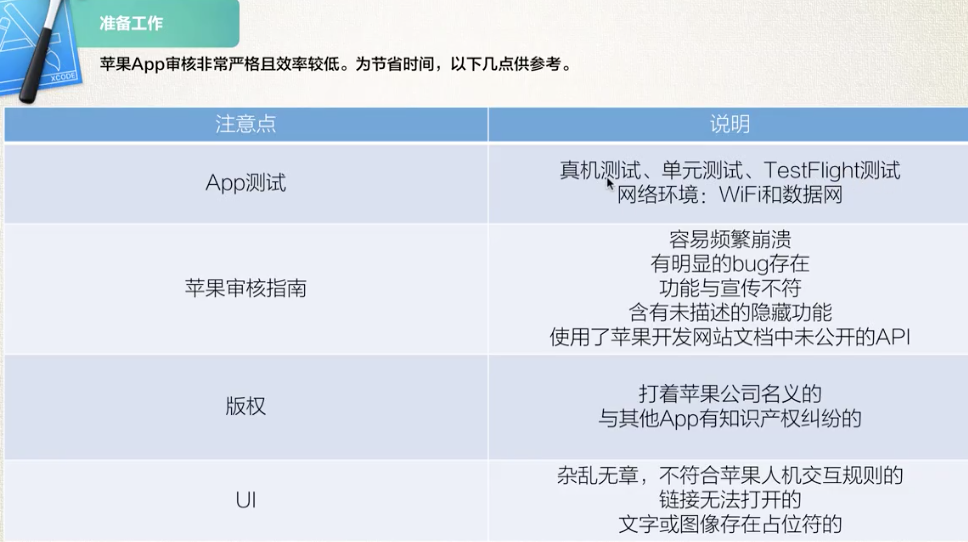 准备工作
XCODE
苹果App审核非常严格且效率较低。为节省时间，以下几点供参考。
注意点
说明
App测试
真机测试、单元测试、TestFlight测试
网络环境：WiFi和数据网
苹果审核指南
容易频繁崩溃
有明显的bug存在
功能与宣传不符
含有未描述的隐藏功能
使用了苹果开发网站文档中未公开的API
版权
打着苹果公司名义的
与其他App有知识产权纠纷的
UI
杂乱无章，不符合苹果人机交互规则的
链接无法打开的
文字或图像存在占位符的